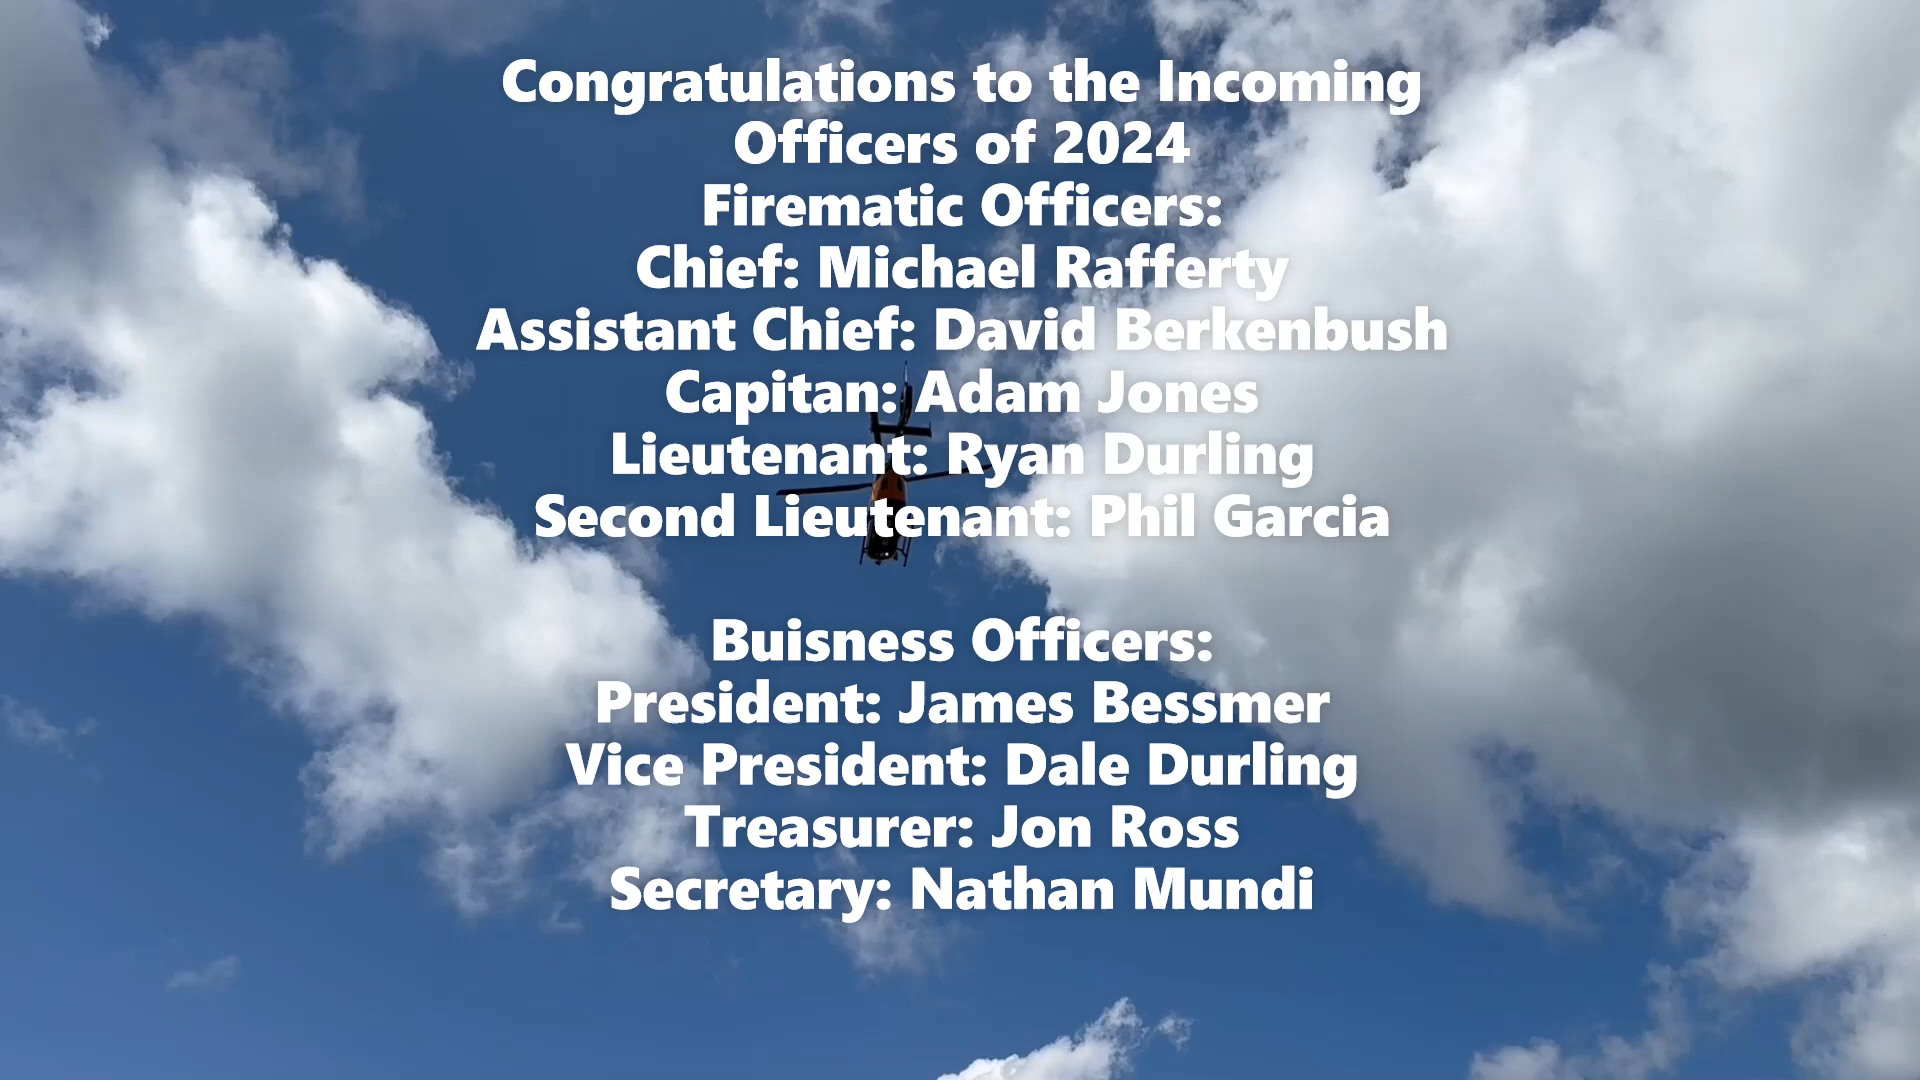 Congratulations to the Incoming
Officers of 2024
Firematic Officers:
Chief: Michael Rafferty
Assistant Chief: David Berkenbush
Capitan: Adam Jones
Lieutenant: Ryan Durling
Second Lieutenant: Phil Garcia
Buisness Officers:
President: James Bessmer
Vice President: Dale Durling
Treasurer: Jon Ross
Secretary: Nathan Mundi